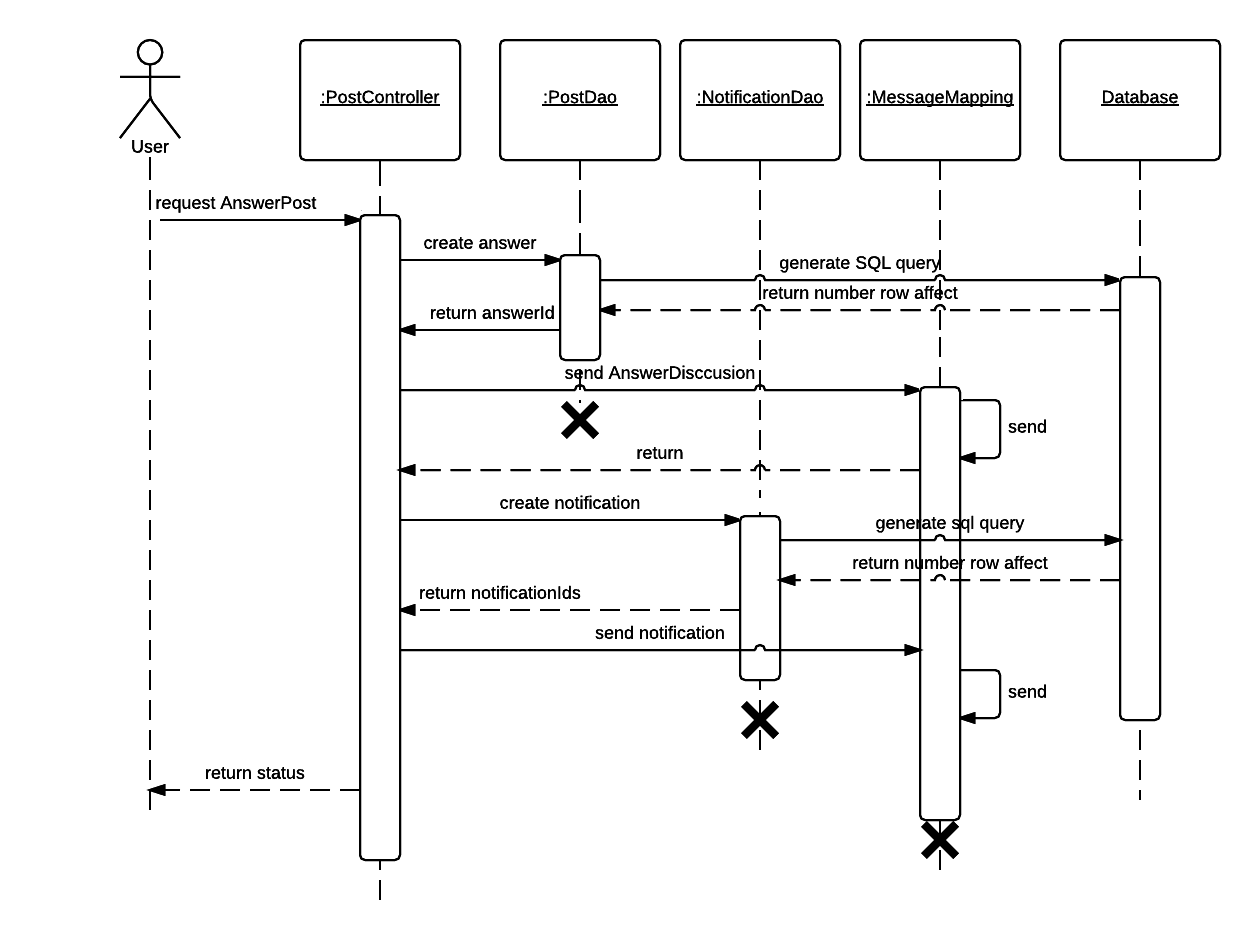 :PostController
:PostDao
:NotificationDao
:MessageMapping
Database
User
request AnswerPost
create answer
generate SQL query
return number row affect
return answerId
send AnswerDisccusion
send
return
create notification
generate sql query
return number row affect
return notificationIds
send notification
send
return status